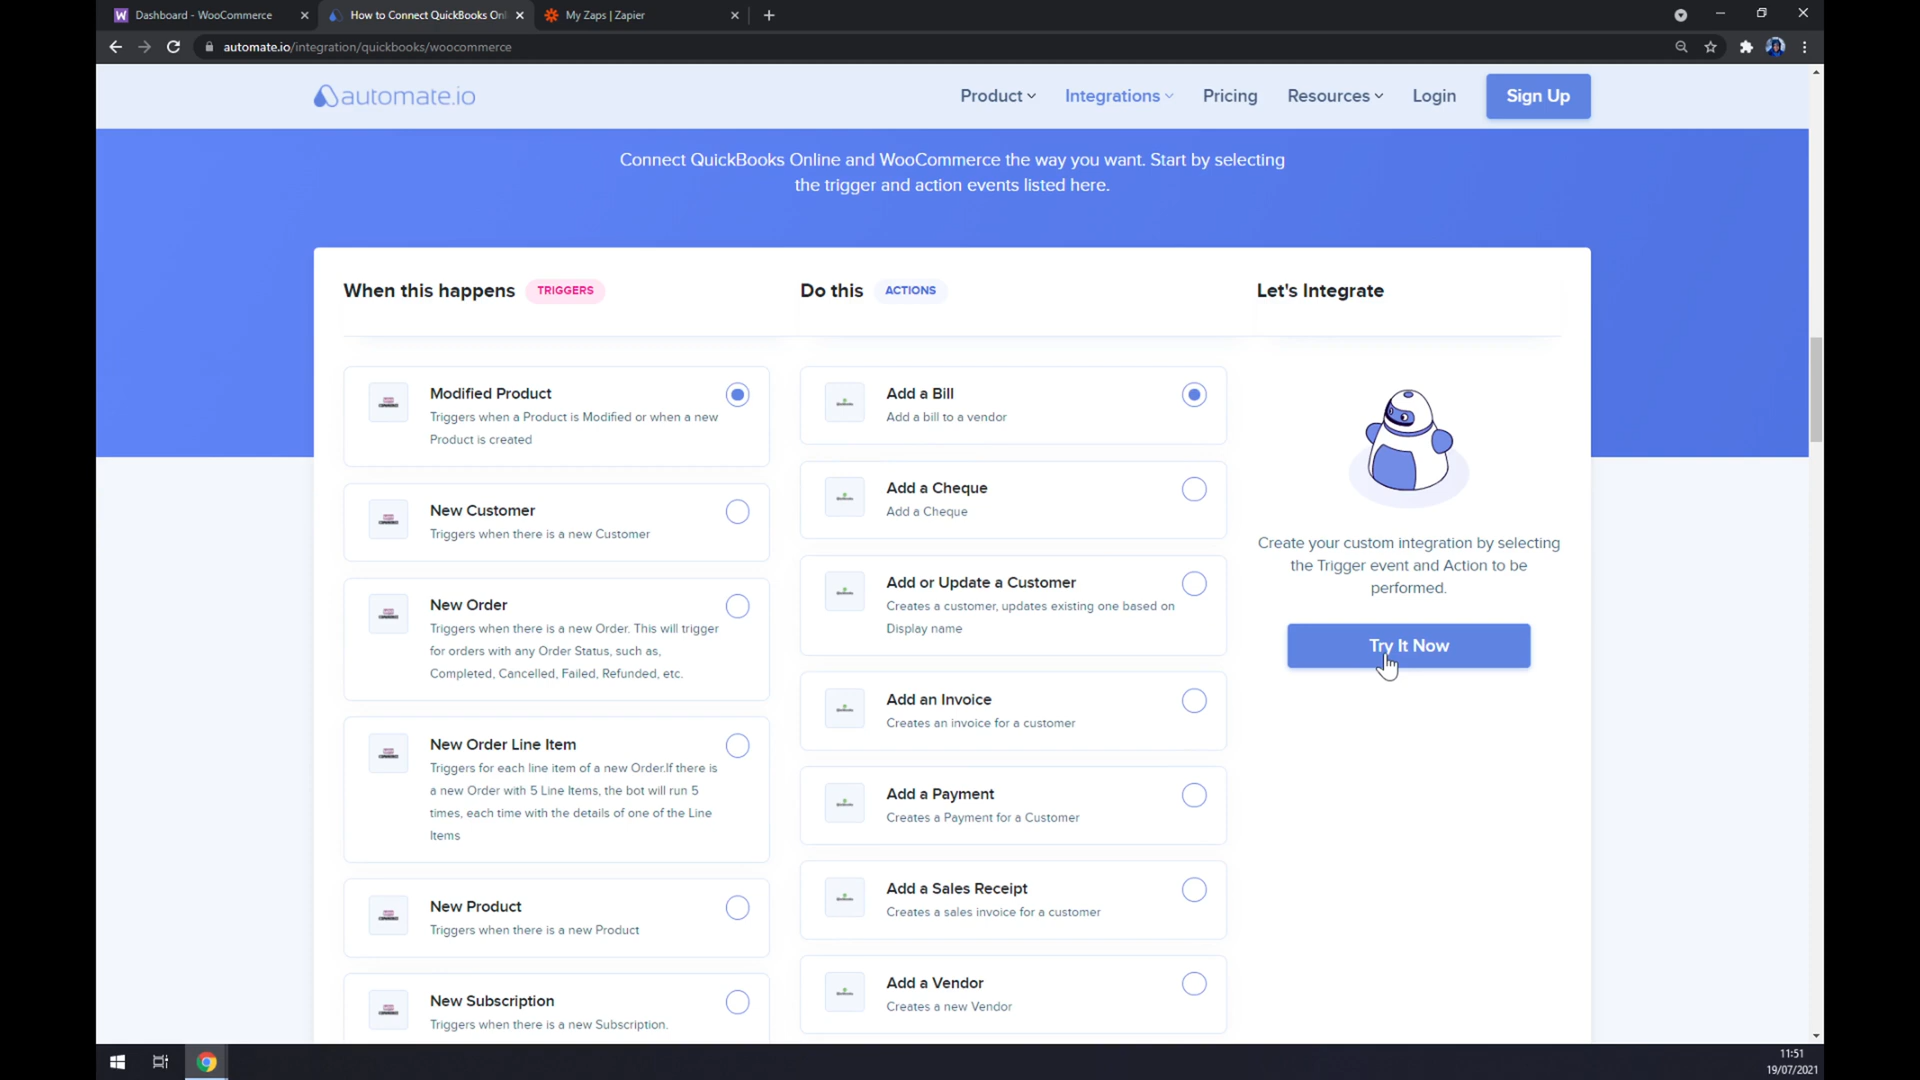 Dashboard - WooCommerce
How to Connect QuickBooks Onl
My Zaps | Zapier
automate.io/integration/quickbooks/woocommerce
automate.io
Product
Integrations
Pricing
Resources
Login
Sign Up
Connect QuickBooks Online and WooCommerce the way you want. Start by selecting
the trigger and action events listed here.
When this happens
TRIGGERS
Do this
ACTIONS
Let's Integrate
Modified Product
Triggers when a Product is Modified or when a new
Product is created
New Customer
Triggers when there is a new Customer
New Order
Triggers when there is a new Order. This will trigger
for orders with any Order Status, such as,
Completed, Cancelled, Failed, Refunded, etc.
New Order Line Item
Triggers for each line item of a new Order.If there is
a new Order with 5 Line Items, the bot will run 5
times, each time with the details of one of the Line
Items
New Product
Triggers when there is a new Product
New Subscription
Triggers when there is a new Subscription.
Add a Bill
Add a bill to a vendor
Add a Cheque
Add a Cheque
Add or Update a Customer
Creates a customer, updates existing one based on
Display name
Add an Invoice
Creates an invoice for a customer
Add a Payment
Creates a Payment for a Customer
Add a Sales Receipt
Creates a sales invoice for a customer
Add a Vendor
Creates a new Vendor
Create your custom integration by selecting
the Trigger event and Action to be
performed.
Try It Now
11:51
19/07/2021